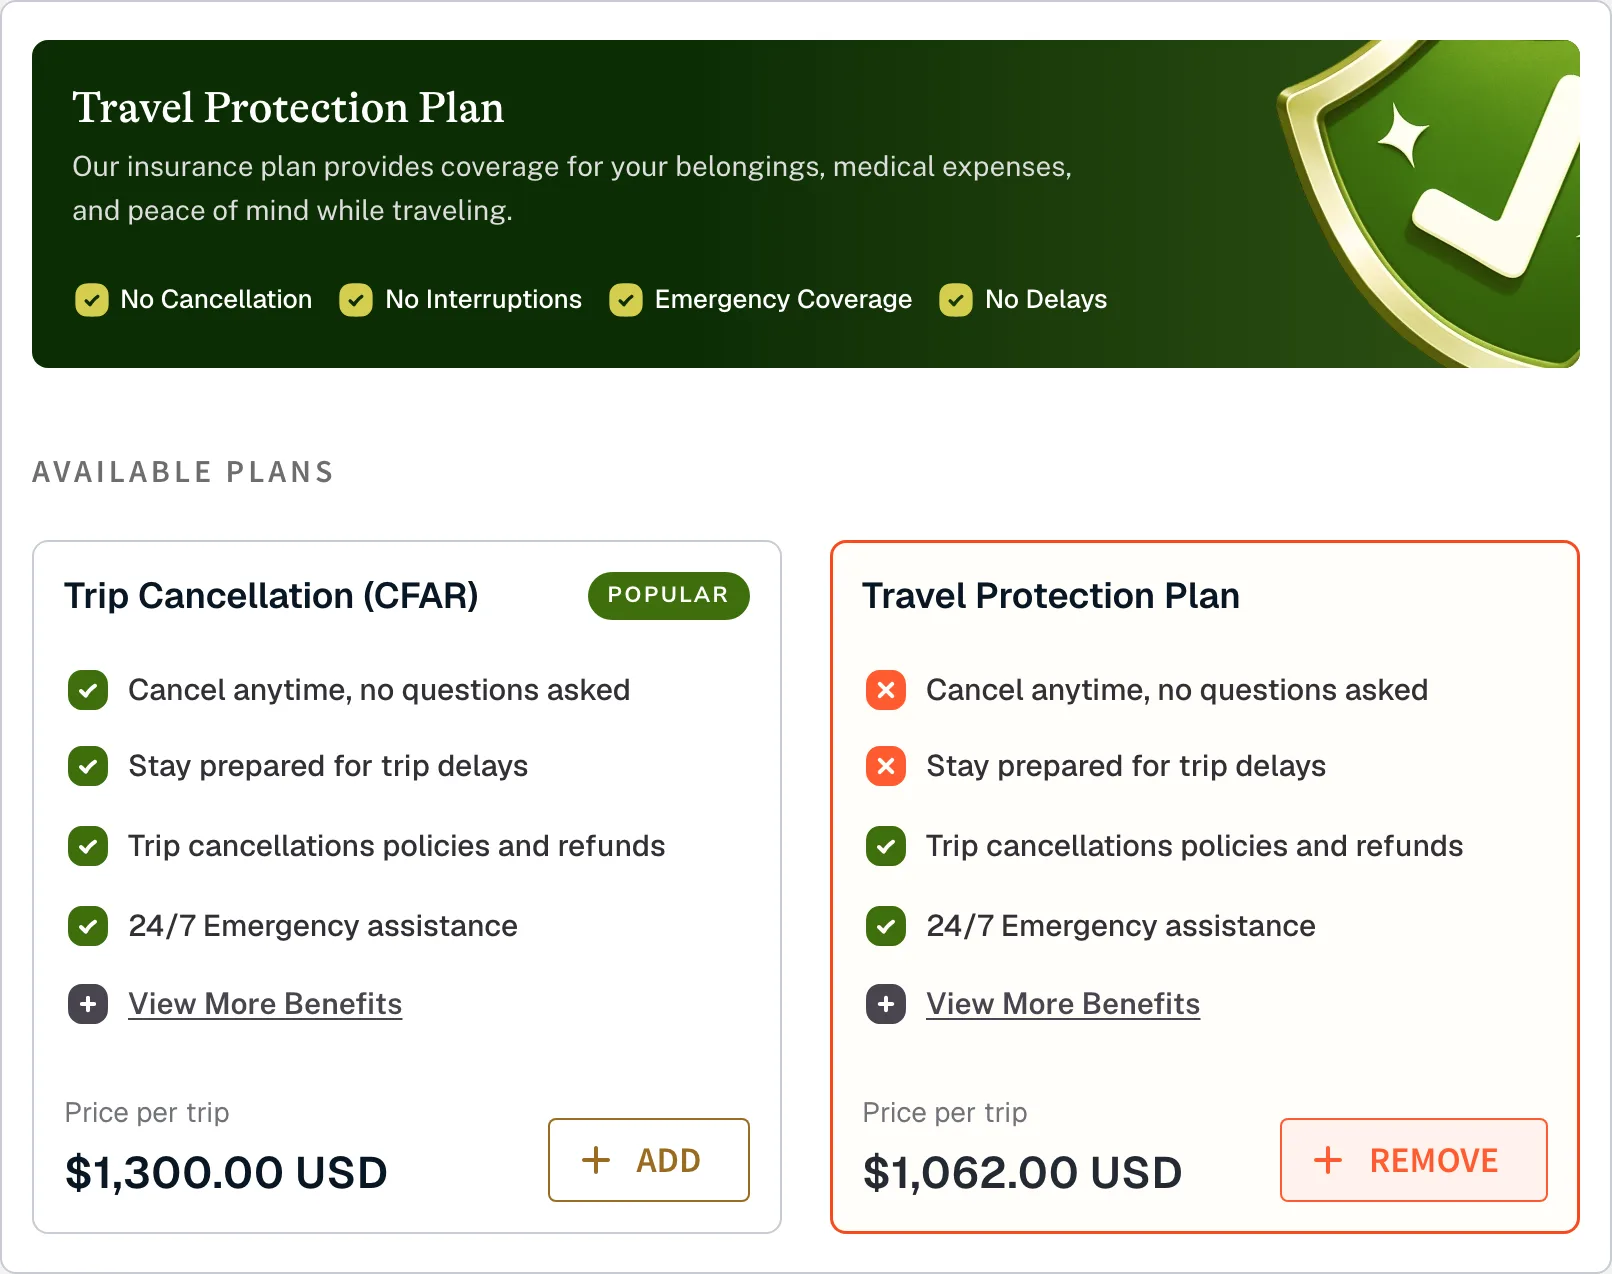 Travel Protection Plan
Our insurance plan provides coverage for your belongings, medical expenses,
and peace of mind while traveling.
No Cancellation No Interruptions Emergency Coverage No Delays
AVAILABLE PLANS
Trip Cancellation (CFAR) POPULAR
Cancel anytime, no questions asked
Stay prepared for trip delays
Trip cancellations policies and refunds
24/7 Emergency assistance
View More Benefits
Price per trip
$1,300.00 USD
ADD
Travel Protection Plan
Cancel anytime, no questions asked
Stay prepared for trip delays
Trip cancellations policies and refunds
24/7 Emergency assistance
View More Benefits
Price per trip
$1,062.00 USD
REMOVE